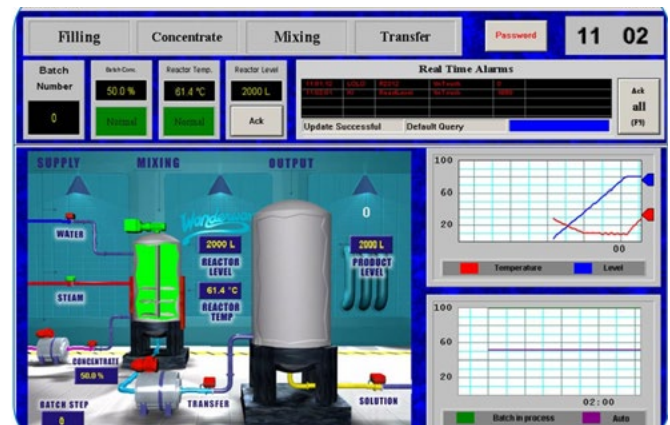 Filling
Concentrate
Mixing
Transfer
Password
11 02
Batch Number
0
Batch Conc.
50.0 %
Normal
Reactor Temp.
61.4 °C
Normal
Reactor Level
2000 L
Ack
Real Time Alarms
Update Successful
Default Query
Ack
all
(F9)
SUPPLY
MIXING
OUTPUT
WATER
STEAM
CONCENTRATE
50.0 %
BATCH STEP
0
Wonderware
2000 L
REACTOR
LEVEL
61.4 °C
REACTOR
TEMP
TRANSFER
0
2000 L
PRODUCT
LEVEL
SOLUTION
100
60
20
00
Temperature
Level
100
60
20
02:00
Batch in process
Auto